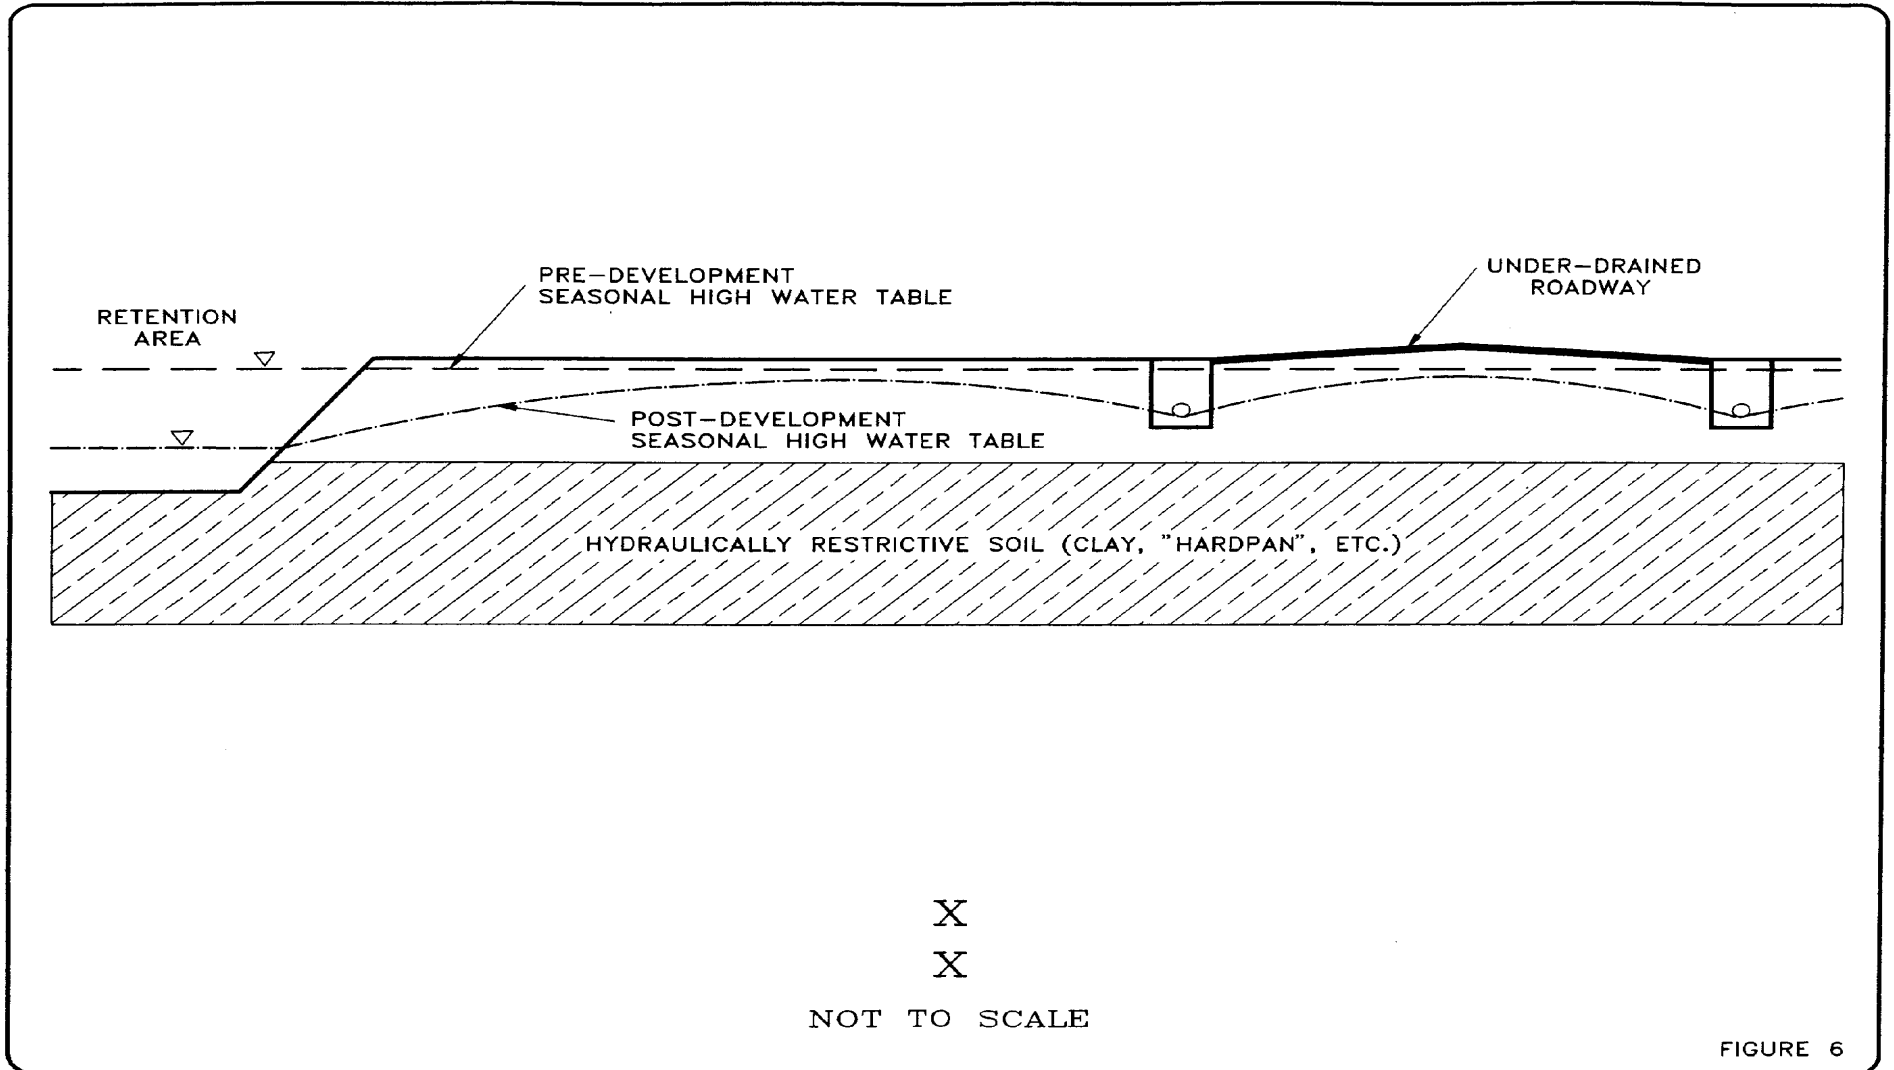 PRE-DEVELOPMENT
SEASONAL HIGH WATER TABLE
UNDER-DRAINED
ROADWAY
RETENTION
AREA
POST-DEVELOPMENT
SEASONAL HIGH WATER TABLE
HYDRAULICALLY RESTRICTIVE SOIL (CLAY, "HARDPAN", ETC.)
X
X
NOT TO SCALE
FIGURE 6